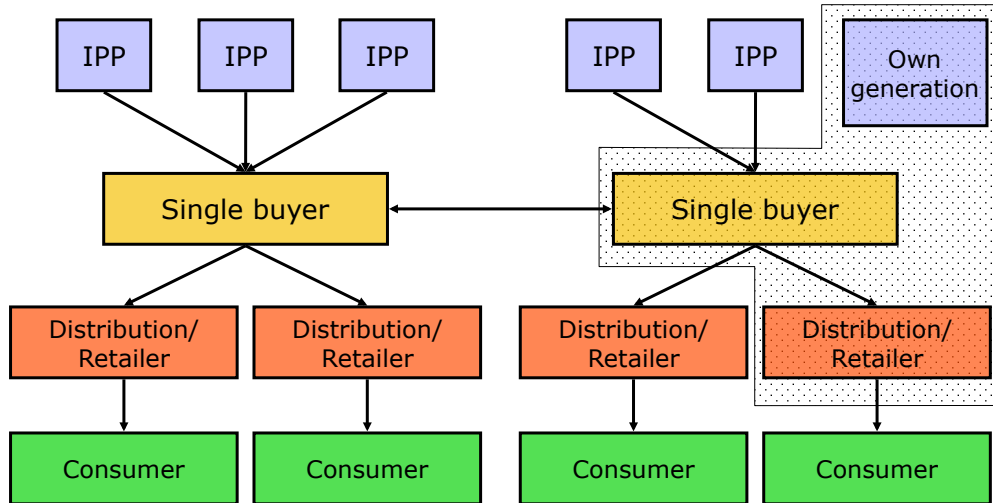 IPP
IPP
IPP
IPP
IPP
Own
generation
Single buyer
Single buyer
Distribution/
Retailer
Distribution/
Retailer
Distribution/
Retailer
Distribution/
Retailer
Consumer
Consumer
Consumer
Consumer